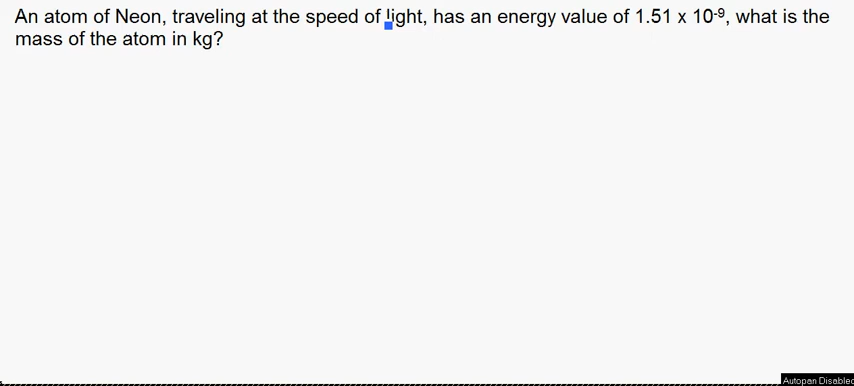 An atom of Neon, traveling at the speed of light, has an energy value of 1.51 x 10⁻⁹, what is the
mass of the atom in kg?
Autopan Disabled